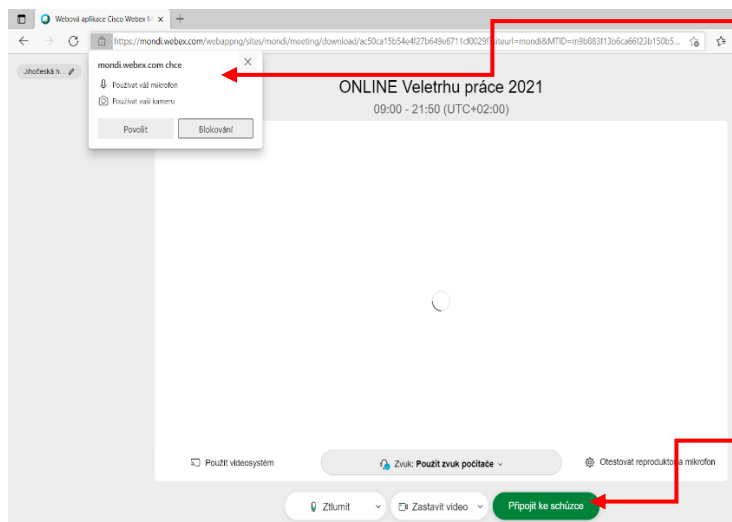 Webová aplikace Cisco Webex M
https://mondi.webex.com/webappng/sites/mondi/meeting/download/ac50ca15b54e4f27b649e8711cf0029f?siteurl=mondi&MTID=m9b883f13b6ca66f23b150b5...
Jihočeská h...
mondi.webex.com chce
Používat váš mikrofon
Používat vaši kameru
Povolit Blokování
ONLINE Veletrhu práce 2021
09:00 - 21:50 (UTC+02:00)
Použít videosystém Zvuk: Použít zvuk počítače Otestovat reproduktor a mikrofon
Ztlumit Zastavit video Připojit ke schůzce